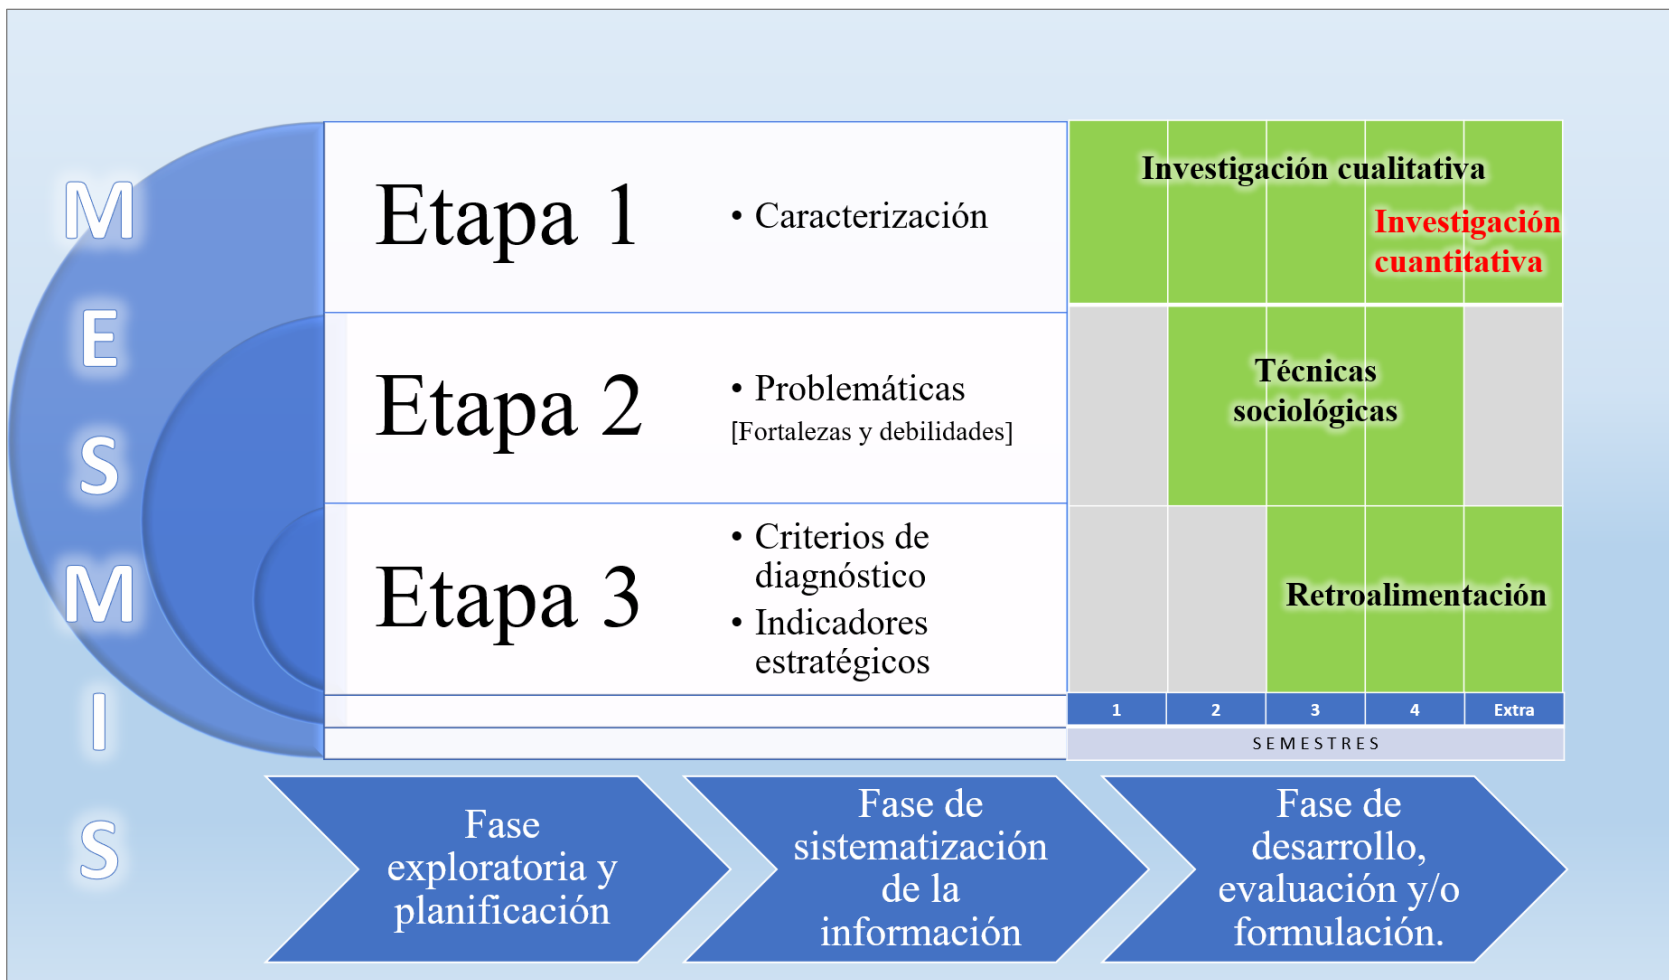 MESMIS
Etapa 1
• Caracterización
Investigación cualitativa
Investigación
cuantitativa
Etapa 2
• Problemáticas
[Fortalezas y debilidades]
Técnicas
sociológicas
Etapa 3
• Criterios de
diagnóstico
• Indicadores
estratégicos
Retroalimentación
1 2 3 4 Extra
SEMESTRES
Fase
exploratoria y
planificación
Fase de
sistematización
de la
información
Fase de
desarrollo,
evaluación y/o
formulación.